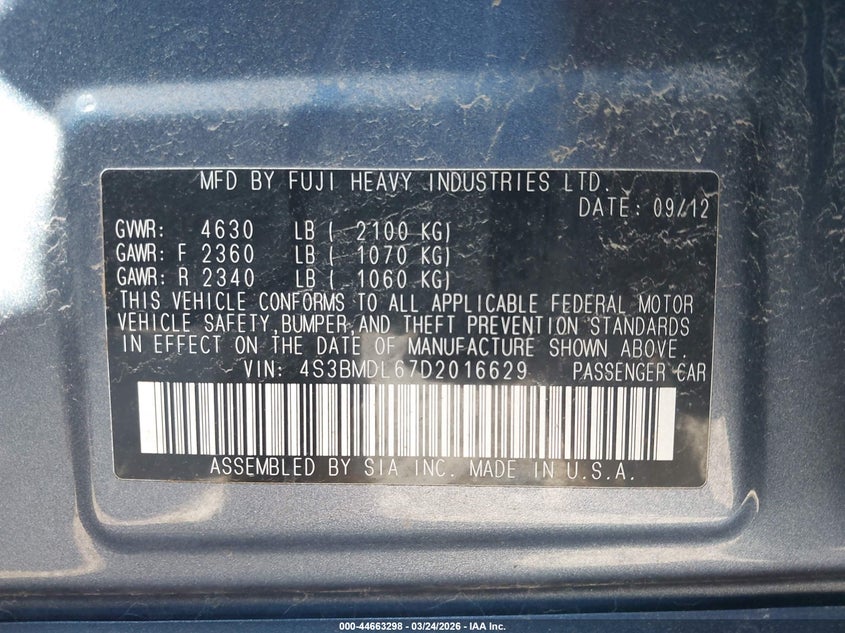 MFD BY FUJI HEAVY INDUSTRIES LTD.
DATE: 09/12
GVWR: 4630 LB ( 2100 KG)
GAWR: F 2360 LB ( 1070 KG)
GAWR: R 2340 LB ( 1060 KG)
THIS VEHICLE CONFORMS TO ALL APPLICABLE FEDERAL MOTOR
VEHICLE SAFETY,BUMPER,AND THEFT PREVENTION STANDARDS
IN EFFECT ON THE DATE OF MANUFACTURE SHOWN ABOVE.
VIN: 4S3BMDL67D2016629 PASSENGER CAR
ASSEMBLED BY SIA INC. MADE IN U.S.A.
000-44663298 - 03/24/2026 - IAA Inc.